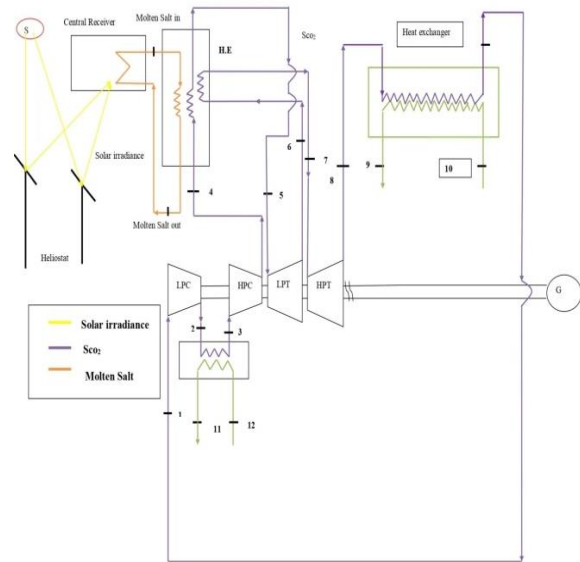 S
Central Receiver
Molten Salt in
H.E
Sco₂
Heat exchanger
Solar irradiance
4
5
6
7
8
9
10
Molten Salt out
Heliostat
LPC
HPC
LPT
HPT
G
2
3
Solar irradiance
Sco₂
Molten Salt
1
11
12